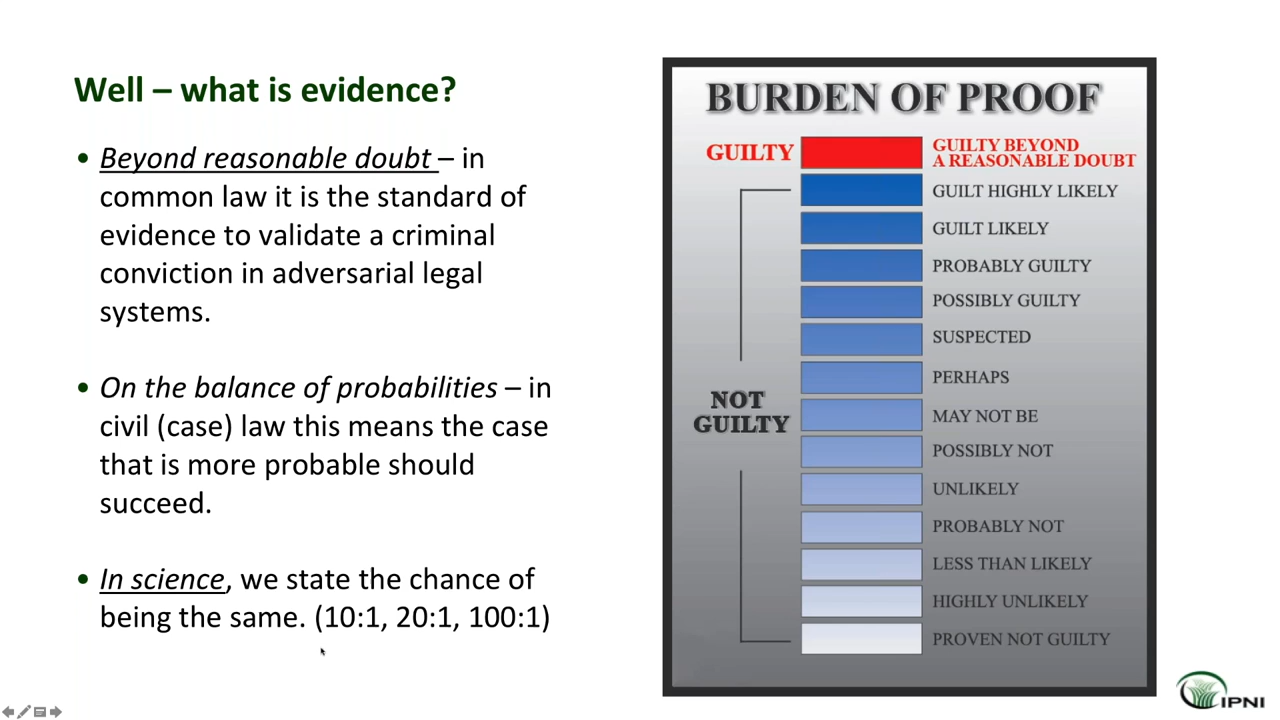 Well – what is evidence?
• Beyond reasonable doubt – in
common law it is the standard of
evidence to validate a criminal
conviction in adversarial legal
systems.
• On the balance of probabilities – in
civil (case) law this means the case
that is more probable should
succeed.
• In science, we state the chance of
being the same. (10:1, 20:1, 100:1)
BURDEN OF PROOF
GUILTY
GUILTY BEYOND
A REASONABLE DOUBT
GUILT HIGHLY LIKELY
GUILT LIKELY
PROBABLY GUILTY
POSSIBLY GUILTY
SUSPECTED
PERHAPS
NOT
GUILTY
MAY NOT BE
POSSIBLY NOT
UNLIKELY
PROBABLY NOT
LESS THAN LIKELY
HIGHLY UNLIKELY
PROVEN NOT GUILTY
IPNI